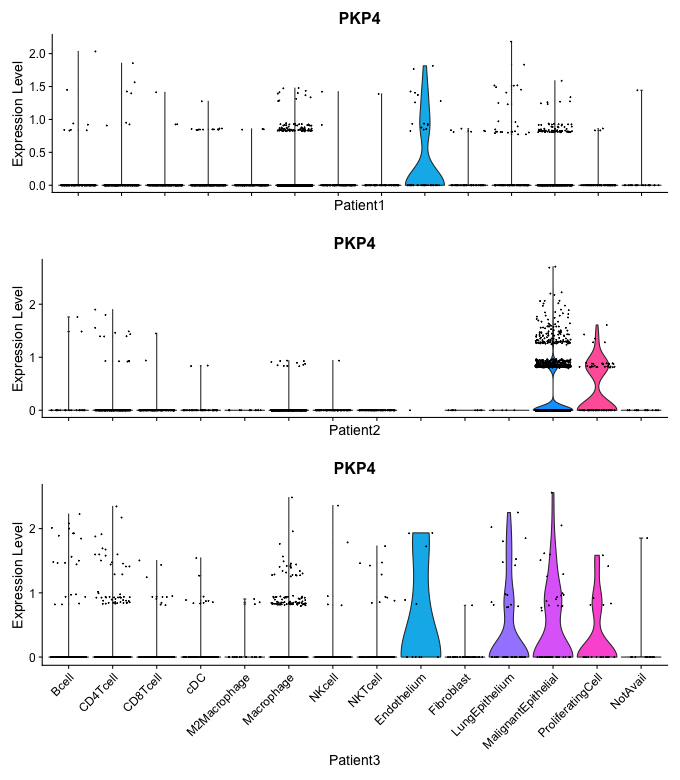 PKP4
Expression Level
2.0
1.5
1.0
0.5
0.0
Patient1
PKP4
Expression Level
2
1
0
Patient2
PKP4
Expression Level
2
1
0
Bcell
CD4Tcell
CD8Tcell
cDC
M2Macrophage
Macrophage
NKcell
NKTcell
Endothelium
Fibroblast
LungEpithelium
MalignantEpithelial
ProliferatingCell
NotAvail
Patient3